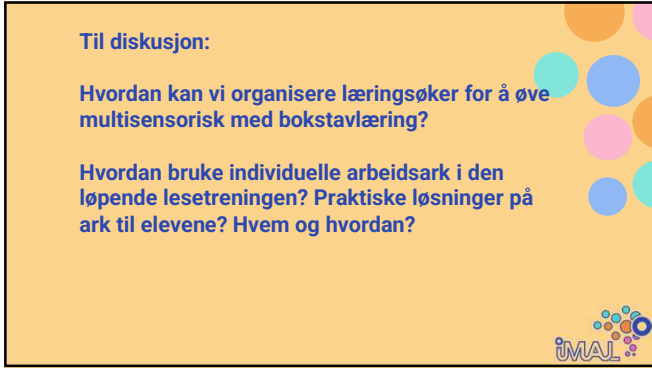 Til diskusjon:
Hvordan kan vi organisere læringsøker for å øve
multisensorisk med bokstavlæring?
Hvordan bruke individuelle arbeidsark i den
løpende lesetreningen? Praktiske løsninger på
ark til elevene? Hvem og hvordan?
iMAL